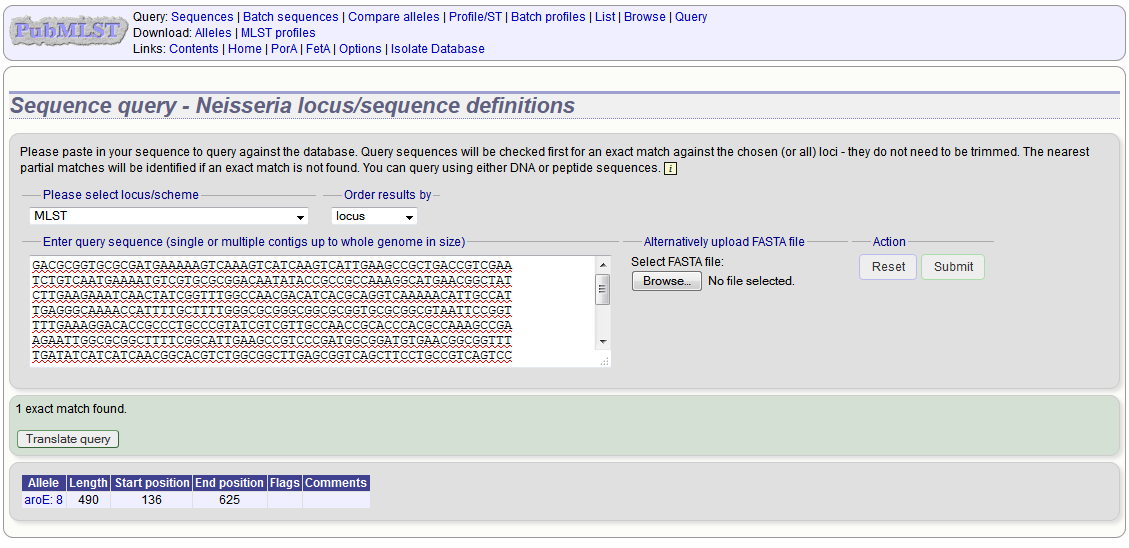 PubMLST
Query: Sequences | Batch sequences | Compare alleles | Profile/ST | Batch profiles | List | Browse | Query
Download: Alleles | MLST profiles
Links: Contents | Home | PorA | FetA | Options | Isolate Database
Sequence query - Neisseria locus/sequence definitions
Please paste in your sequence to query against the database. Query sequences will be checked first for an exact match against the chosen (or all) loci - they do not need to be trimmed. The nearest
partial matches will be identified if an exact match is not found. You can query using either DNA or peptide sequences. i
Please select locus/scheme Order results by
MLST locus
Enter query sequence (single or multiple contigs up to whole genome in size) Alternatively upload FASTA file Action
GACGCGGTGCGCGATGAAAAAGTCAAAGTCATCAAGTCATTGAAGCCGCTGACCGTCGAA
TCTGTCAATGAAAATGTCGTGCGCGGACAATATACCGCCGCCAAAGGCATGAACGGCTAT
CTTGAAGAAATCAACTATCGGTTTGGCCAACGACATCACGCAGGTCAAAAACATTGCCAT
TGAGGGCAAAACCATTTTGCTTTTGGGCGCGGGCGGCGCGGTGCGCGGCGTAATTCCGGT
TTTGAAAGGACACCGCCCTGCCCGTATCGTCGTTGCCAACCGCACCCACGCCAAAGCCGA
AGAATTGGCGCGGCTTTTCGGCATTGAAGCCGTCCCGATGGCGGATGTGAACGGCGGTTT
TGATATCATCATCAACGGCACGTCTGGCGGCTTGAGCGGTCAGCTTCCTGCCGTCAGTCC
Select FASTA file:
Browse... No file selected.
Reset Submit
1 exact match found.
Translate query
Allele Length Start position End position Flags Comments
aroE: 8 490 136 625